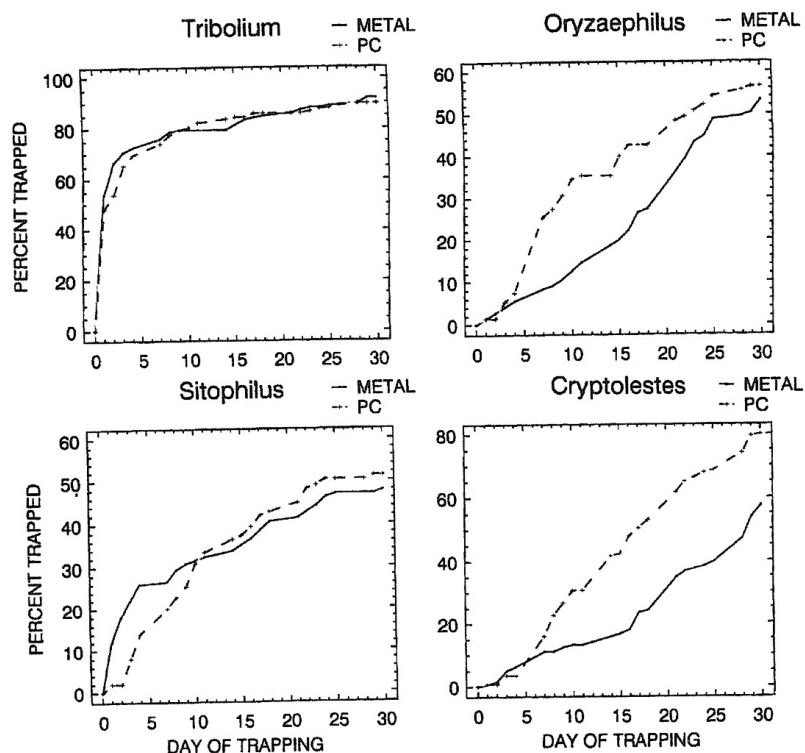 Tribolium
— METAL
-+- PC
PERCENT TRAPPED
100
80
60
40
20
0
0 5 10 15 20 25 30
Oryzaephilus
— METAL
-+- PC
60
50
40
30
20
10
0
0 5 10 15 20 25 30
Sitophilus
— METAL
-+- PC
PERCENT TRAPPED
60
50
40
30
20
10
0
0 5 10 15 20 25 30
DAY OF TRAPPING
Cryptolestes
— METAL
-+- PC
80
60
40
20
0
0 5 10 15 20 25 30
DAY OF TRAPPING